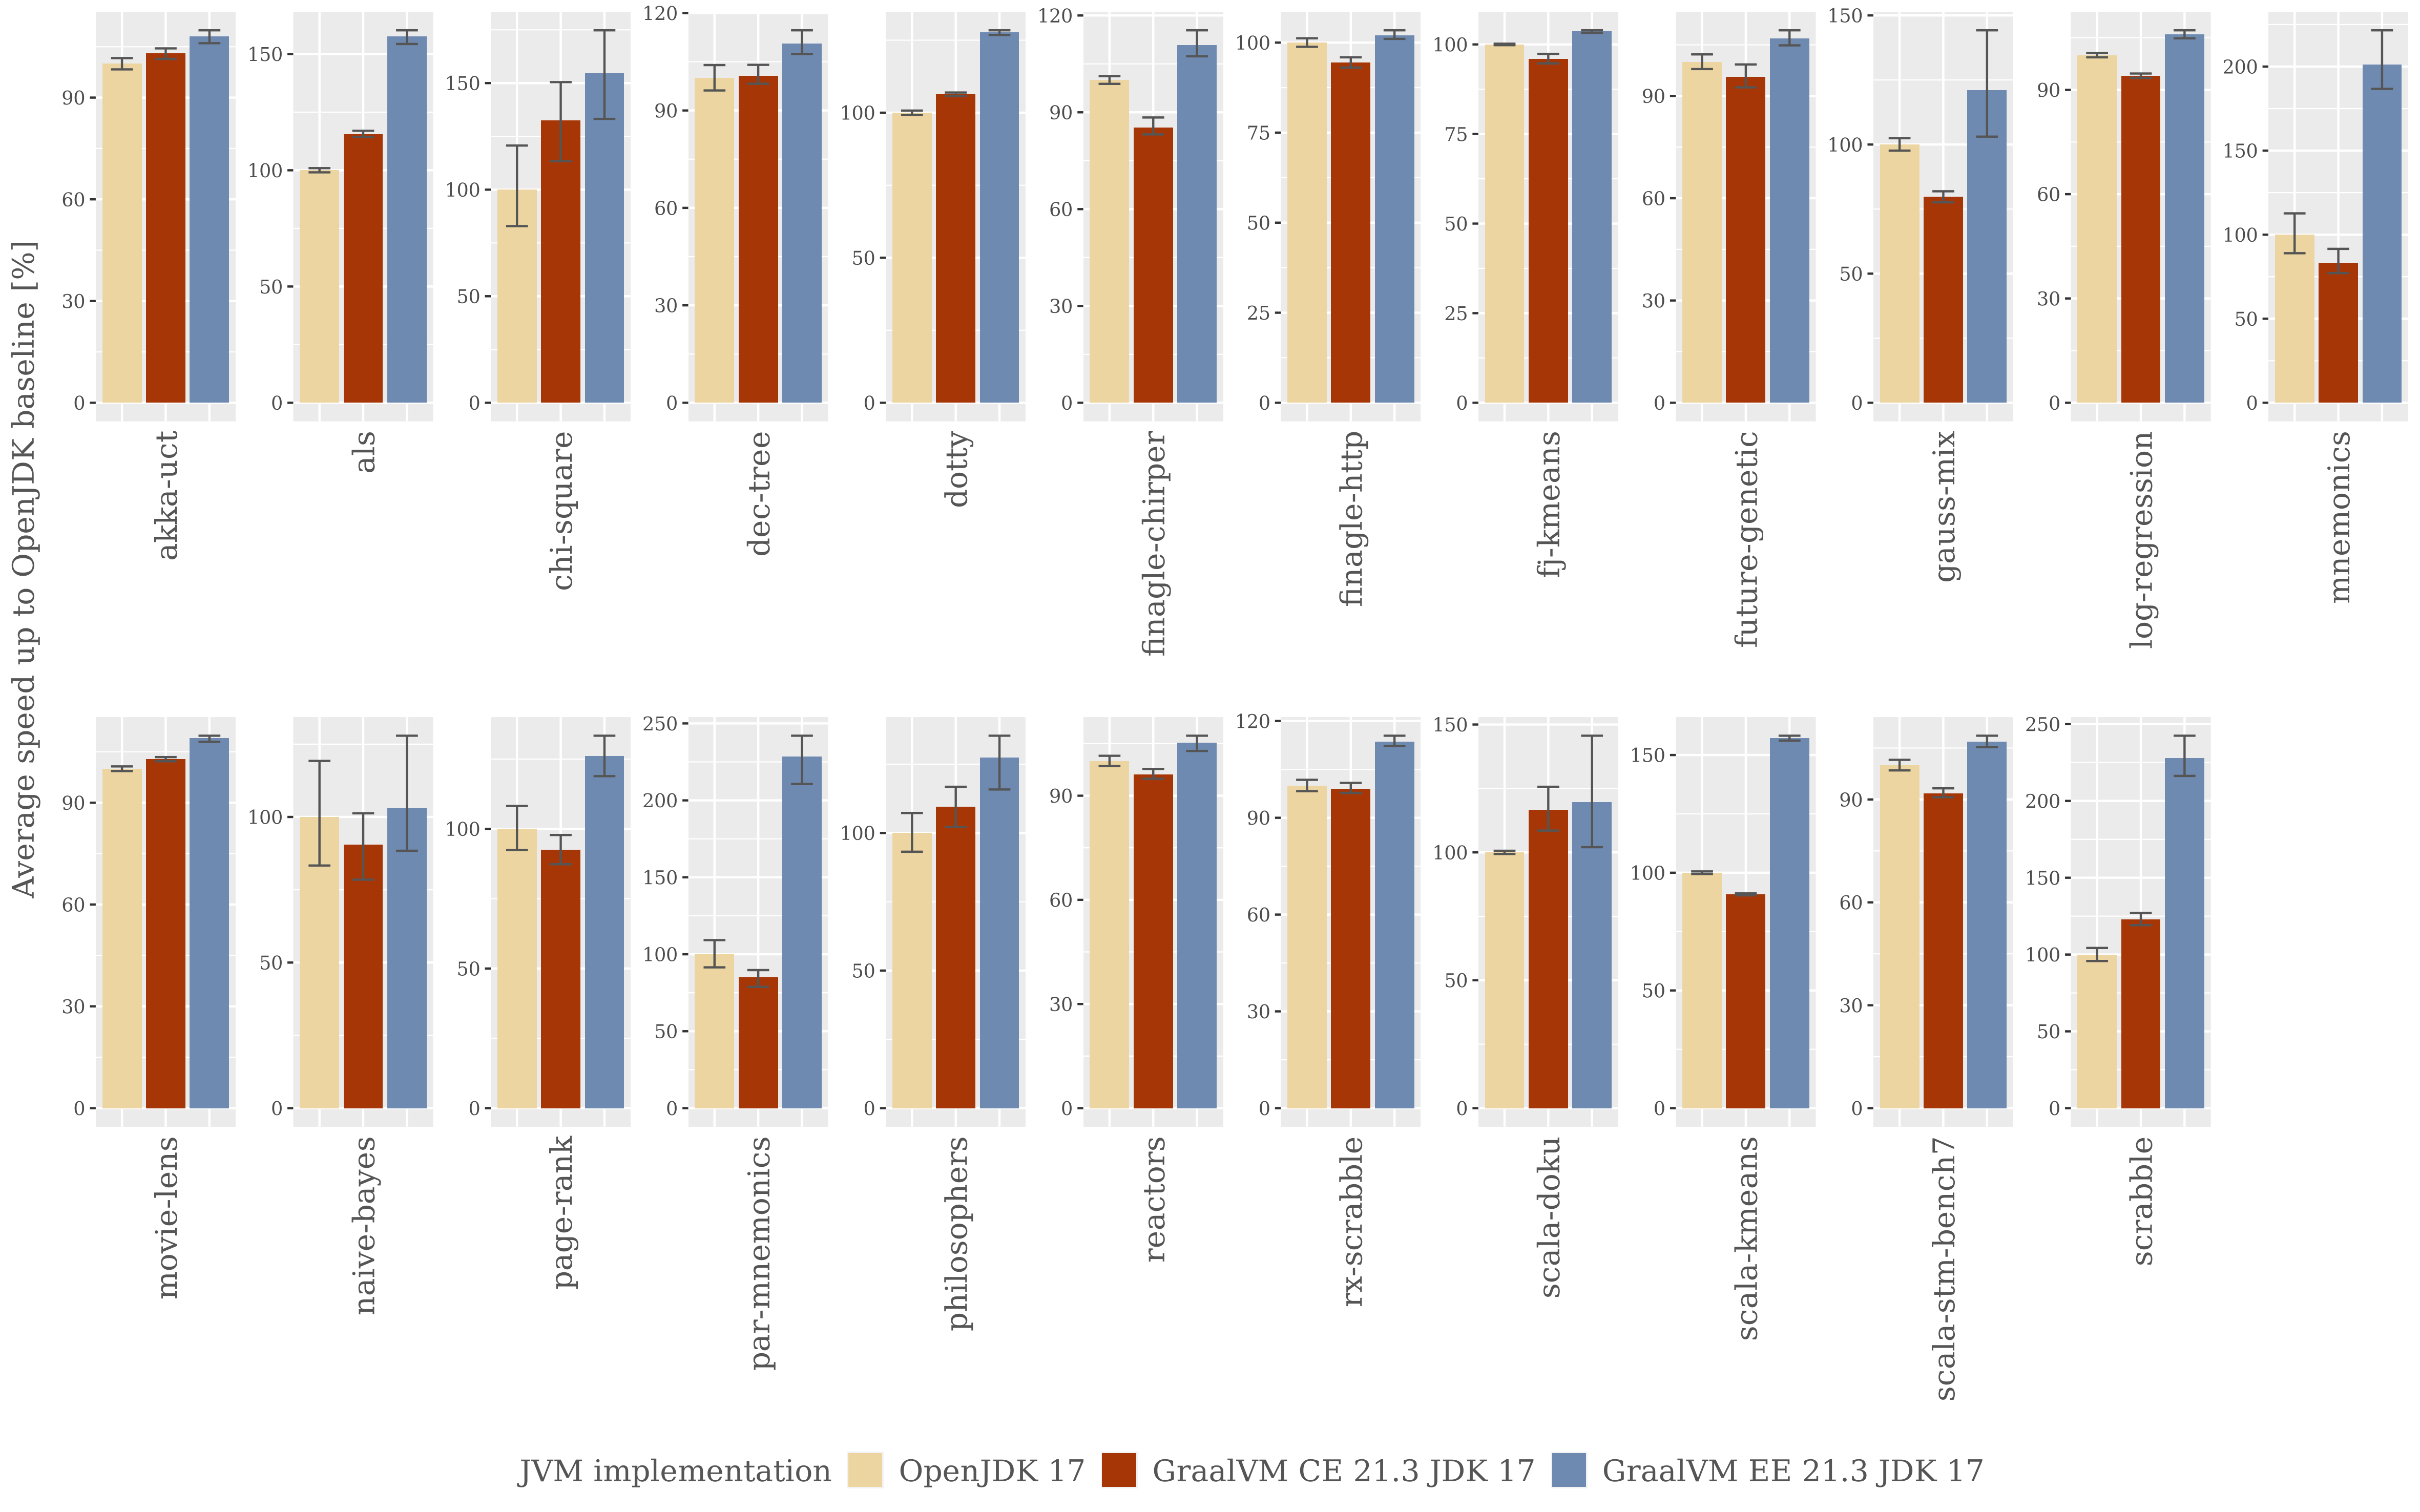 Average speed up to OpenJDK baseline [%]
0 30 60 90
akka-uct
0 50 100 150
als
0 50 100 150
chi-square
0 30 60 90 120
dec-tree
0 50 100
dotty
0 30 60 90 120
finagle-chirper
0 25 50 75 100
finagle-http
0 25 50 75 100
fj-kmeans
0 30 60 90
future-genetic
0 50 100 150
gauss-mix
0 30 60 90
log-regression
0 50 100 150 200
mnemonics
0 30 60 90
movie-lens
0 50 100
naive-bayes
0 50 100
page-rank
0 50 100 150 200 250
par-mnemonics
0 50 100
philosophers
0 30 60 90
reactors
0 30 60 90 120
rx-scrabble
0 50 100 150
scala-doku
0 50 100 150
scala-kmeans
0 30 60 90
scala-stm-bench7
0 50 100 150 200 250
scrabble
JVM implementation OpenJDK 17 GraalVM CE 21.3 JDK 17 GraalVM EE 21.3 JDK 17